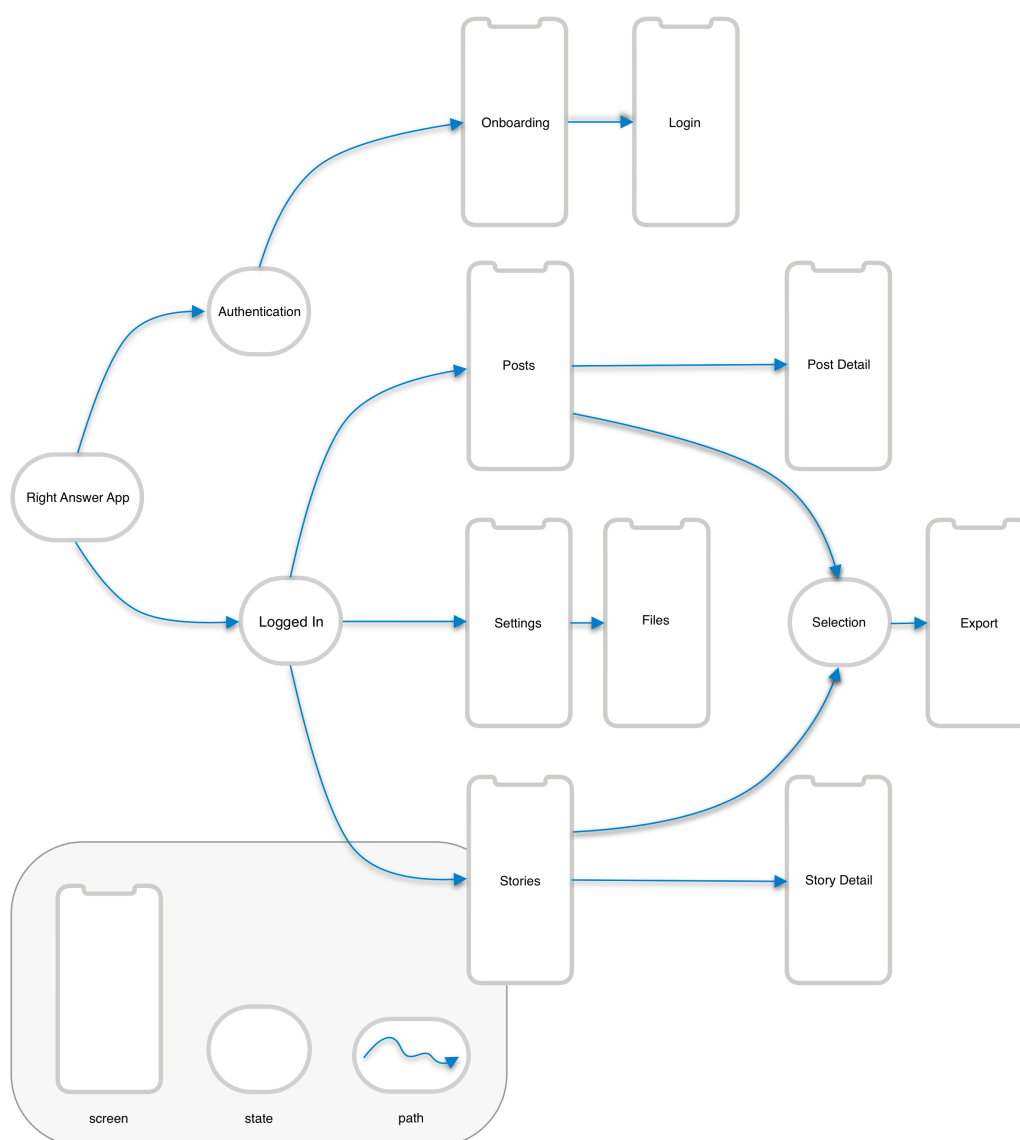 Onboarding
Login
Authentication
Posts
Post Detail
Right Answer App
Logged In
Settings
Files
Selection
Export
Stories
Story Detail
screen
state
path